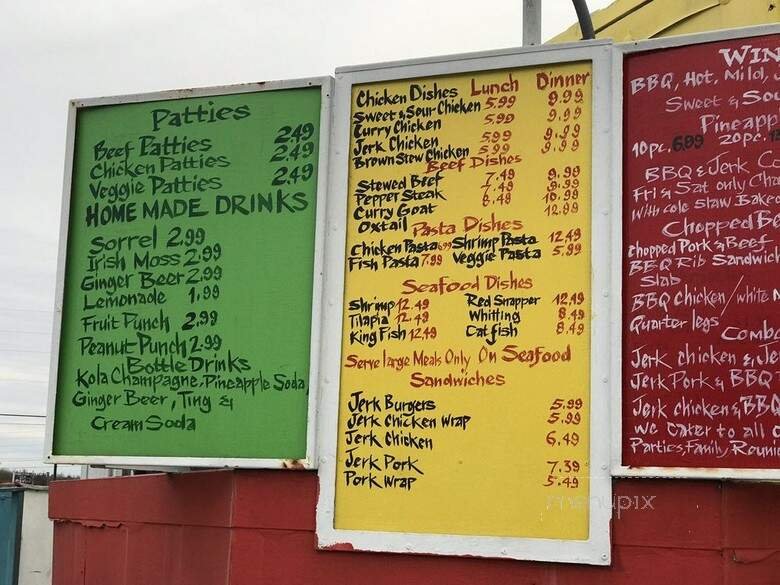 Patties
Beef Patties 2.49
Chicken Patties 2.49
Veggie Patties 2.49
HOME MADE DRINKS
Sorrel 2.99
Irish Moss 2.99
Ginger Beer 2.99
Lemonade 1.99
Fruit Punch 2.99
Peanut Punch 2.99
Bottle Drinks
Kola Champagne, Pineapple Soda,
Ginger Beer, Ting &
Cream Soda
Chicken Dishes Lunch Dinner
Sweet & Sour Chicken 5.99 9.99
Curry Chicken 5.99 9.99
Jerk Chicken 5.99 9.99
Brown Stew Chicken 5.99 9.99
Beef Dishes
Stewed Beef 7.49 9.99
Pepper Steak 7.49 9.99
Curry Goat 8.49 10.99
Oxtail 12.99
Pasta Dishes
Chicken Pasta Shrimp Pasta 12.49
Fish Pasta 7.99 Veggie Pasta 5.99
Seafood Dishes
Shrimp 12.49 Red Snapper 12.49
Tilapia 12.49 Whitting 8.49
King Fish 12.49 Catfish 8.49
Serve large Meals Only On Seafood
Sandwiches
Jerk Burgers 5.99
Jerk Chicken Wrap 5.99
Jerk Chicken 6.49
Jerk Pork 7.39
Pork Wrap 5.49
WIN
BBQ, Hot, Mild,
Sweet & Sou
Pineapp
10pc. 6.99 20pc.
BBQ & Jerk C
Fri & Sat only Cha
With cole slaw Bake
Chopped Be
Chopped Pork & Beef
BBQ Rib Sandwich
Slab
BBQ Chicken/white
Quarter legs
Comb
Jerk chicken & Je
Jerk Pork & BBQ
Jerk chicken & BBQ
We Cater to all
Parties, Family, Reuni
menupix